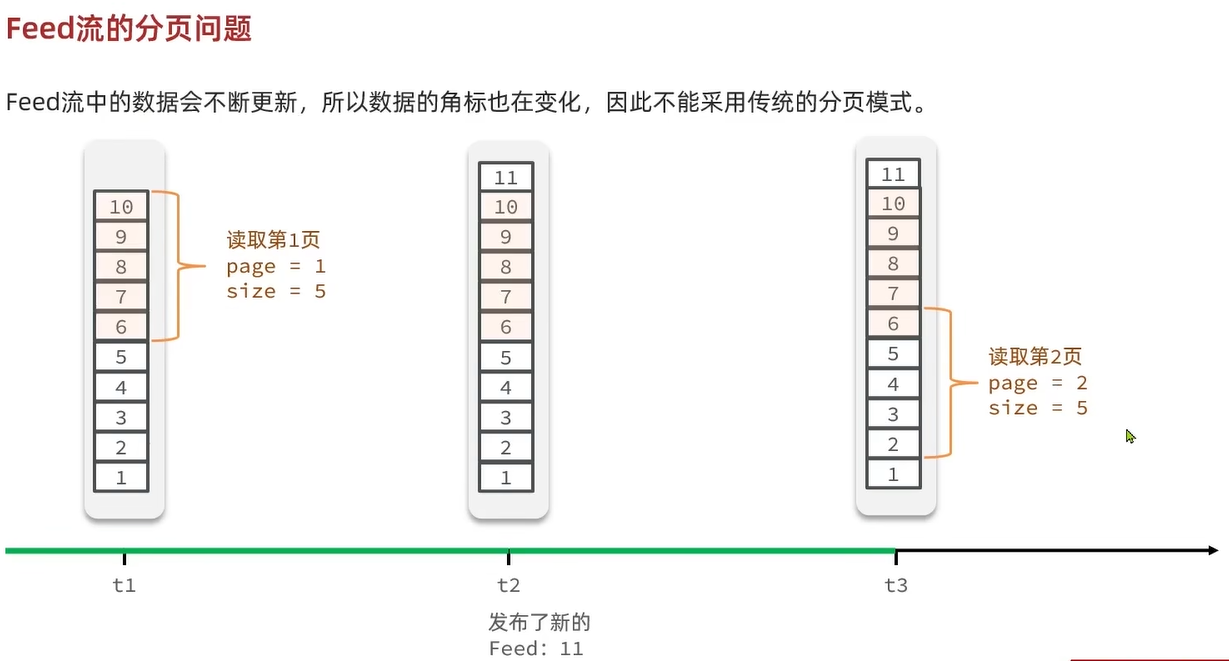 Feed流的分页问题
Feed流中的数据会不断更新，所以数据的角标也在变化，因此不能采用传统的分页模式。
10
9
8
7
6
5
4
3
2
1
读取第1页
page = 1
size = 5
11
10
9
8
7
6
5
4
3
2
1
11
10
9
8
7
6
5
4
3
2
1
读取第2页
page = 2
size = 5
t1
t2
t3
发布了新的
Feed：11